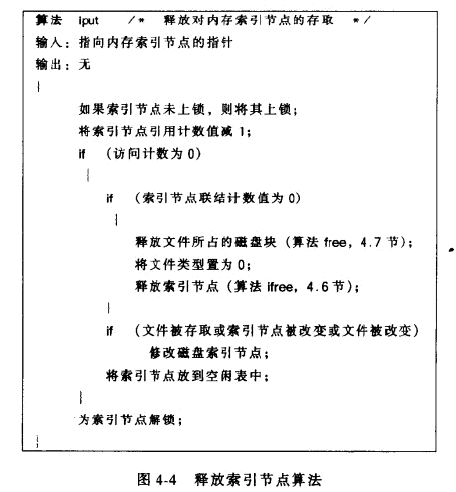 算法 iput /* 释放对内存索引节点的存取 */
输入：指向内存索引节点的指针
输出：无
{
如果索引节点未上锁，则将其上锁；
将索引节点引用计数值减 1；
if （访问计数为 0）
{
if （索引节点联结计数值为 0）
{
释放文件所占的磁盘块（算法 free，4.7 节）；
将文件类型置为 0；
释放索引节点（算法 ifree，4.6 节）；
}
if （文件被存取或索引节点被改变或文件被改变）
修改磁盘索引节点；
将索引节点放到空闲表中；
}
为索引节点解锁；
}
图 4-4 释放索引节点算法